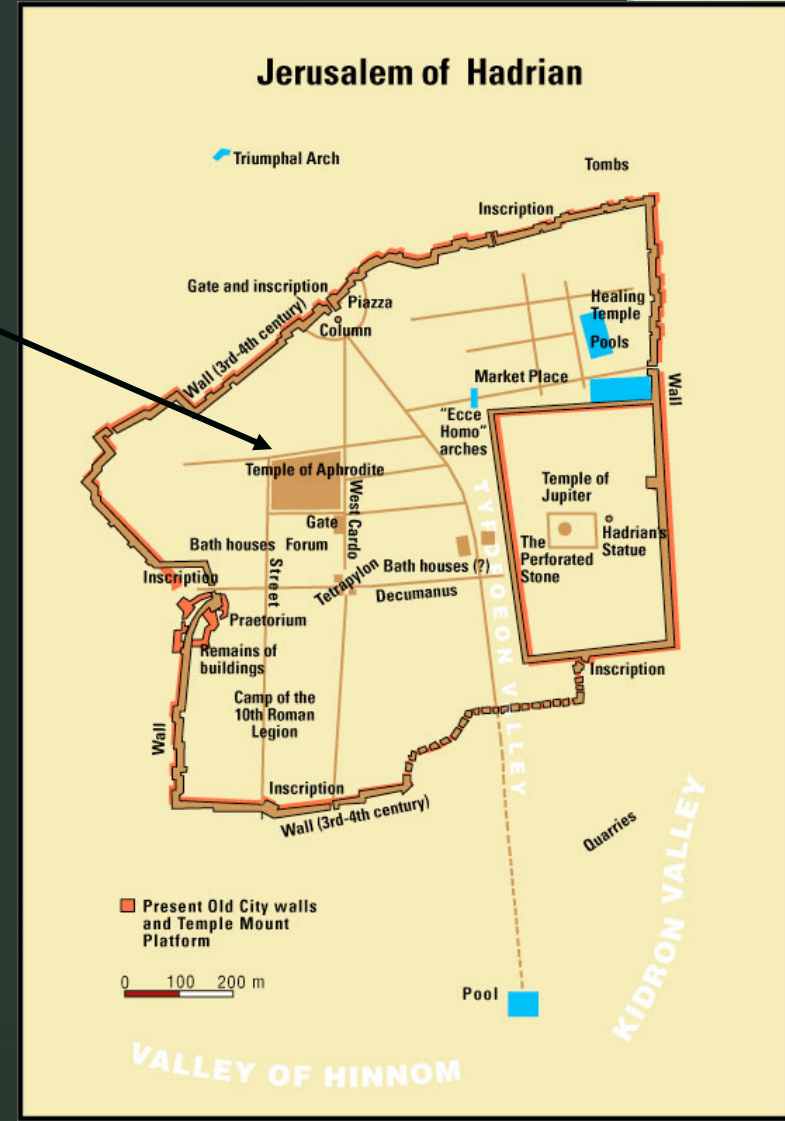 Jerusalem of Hadrian
Triumphal Arch
Tombs
Inscription
Gate and inscription
Piazza
Column
Wall (3rd-4th century)
Healing
Temple
Pools
Market Place
Wall
"Ecce
Homo"
arches
Temple of Aphrodite
West Cardo
Temple of
Jupiter
Hadrian's
Statue
The
Perforated
Stone
Gate
Bath houses
Forum
Street
Tetrapylon
Bath houses (?)
Decumanus
TYROPOEON VALLEY
Inscription
Praetorium
Remains of
buildings
Camp of the
10th Roman
Legion
Wall
Inscription
Inscription
Wall (3rd-4th century)
Quarries
KIDRON VALLEY
Present Old City walls
and Temple Mount
Platform
0 100 200 m
Pool
VALLEY OF HINNOM